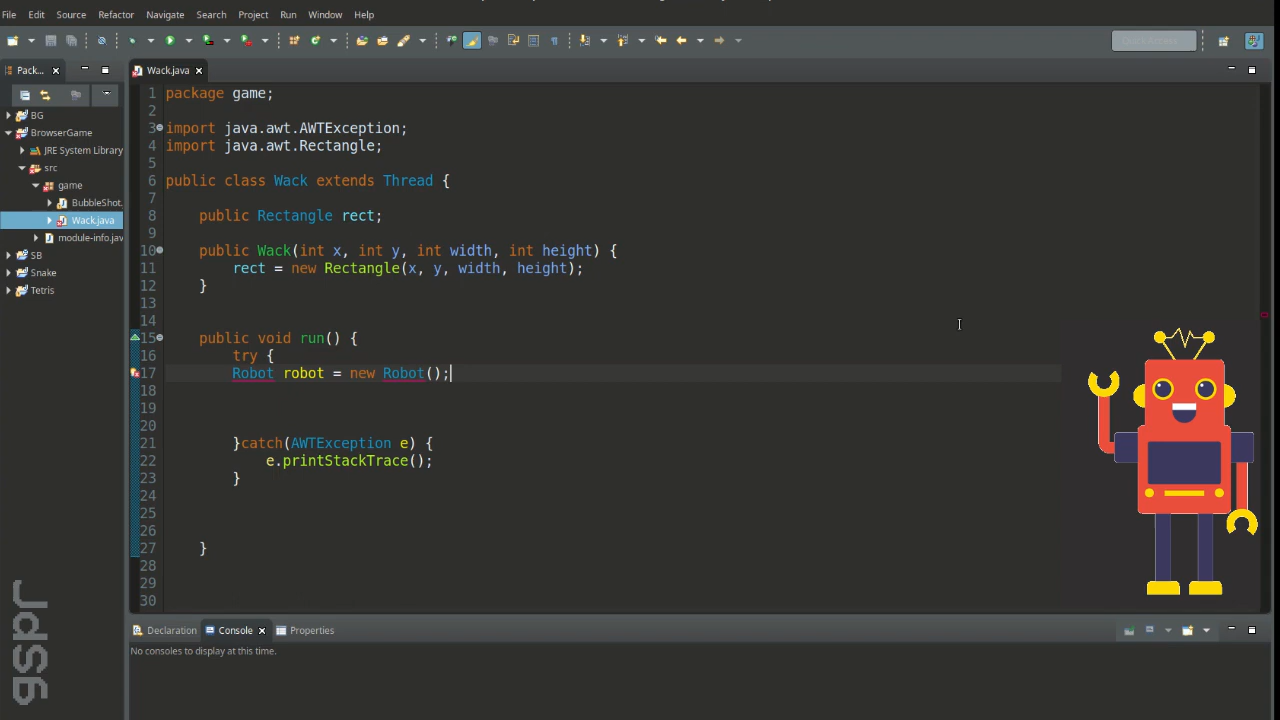 File Edit Source Refactor Navigate Search Project Run Window Help
Pack...
Wack.java
BG
BrowserGame
JRE System Library
src
game
BubbleShot.
Wack.java
module-info.jav
SB
Snake
Tetris
1 package game;
2
3 import java.awt.AWTException;
4 import java.awt.Rectangle;
5
6 public class Wack extends Thread {
7
8 public Rectangle rect;
9
10 public Wack(int x, int y, int width, int height) {
11 rect = new Rectangle(x, y, width, height);
12 }
13
14
15 public void run() {
16 try {
17 Robot robot = new Robot();
18
19
20
21 }catch(AWTException e) {
22 e.printStackTrace();
23 }
24
25
26
27 }
28
29
30
Declaration Console Properties
No consoles to display at this time.